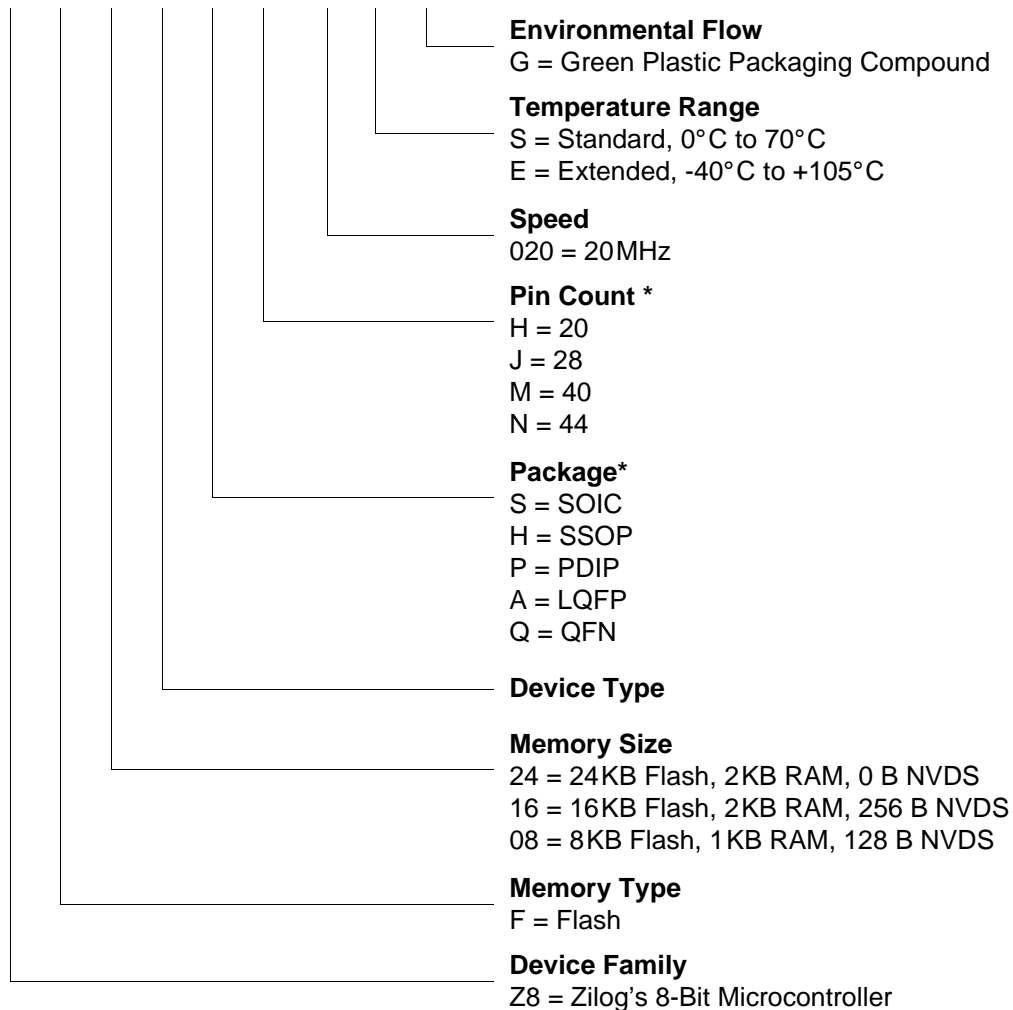 Environmental Flow
G = Green Plastic Packaging Compound
Temperature Range
S = Standard, 0°C to 70°C
E = Extended, -40°C to +105°C
Speed
020 = 20MHz
Pin Count *
H = 20
J = 28
M = 40
N = 44
Package*
S = SOIC
H = SSOP
P = PDIP
A = LQFP
Q = QFN
Device Type
Memory Size
24 = 24KB Flash, 2KB RAM, 0 B NVDS
16 = 16KB Flash, 2KB RAM, 256 B NVDS
08 = 8KB Flash, 1KB RAM, 128 B NVDS
Memory Type
F = Flash
Device Family
Z8 = Zilog's 8-Bit Microcontroller